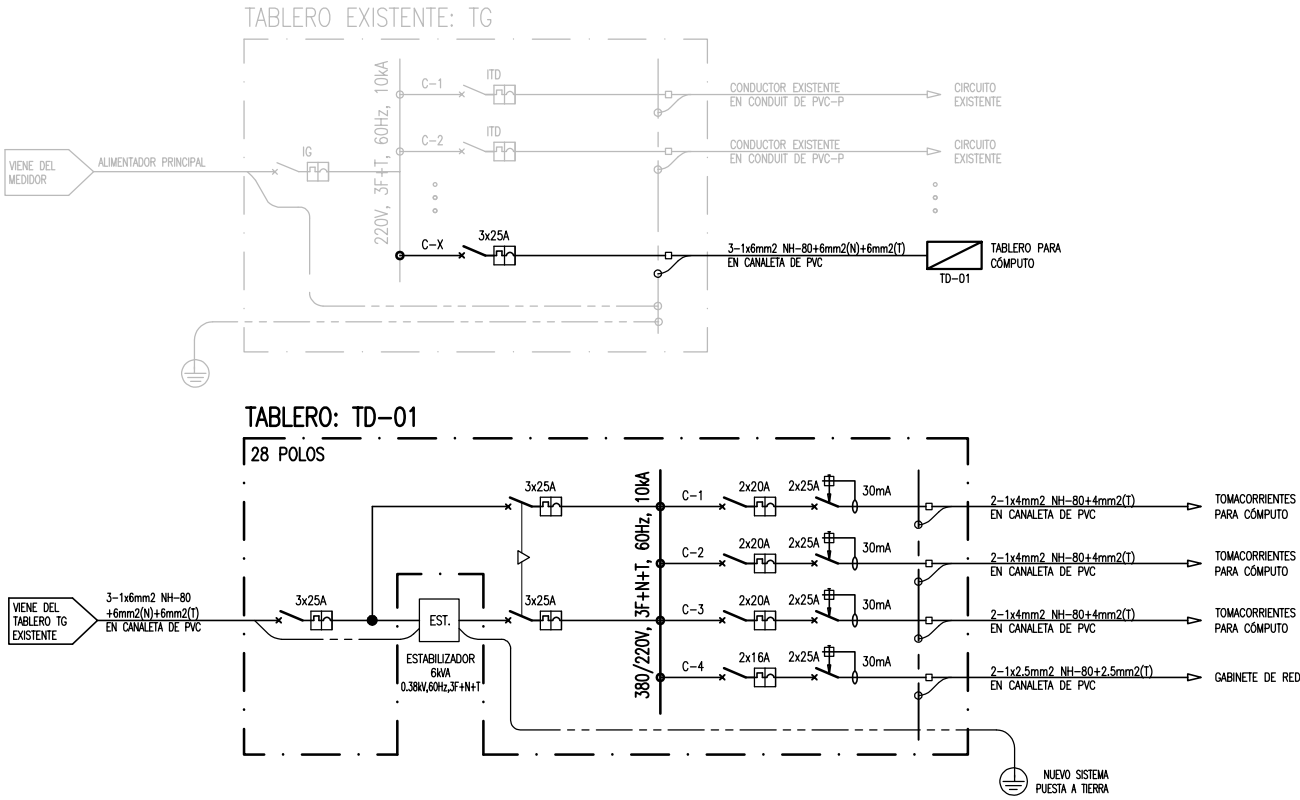 TABLERO EXISTENTE: TG
220V, 3F+T, 60Hz, 10kA
C-1
ITD
CONDUCTOR EXISTENTE
EN CONDUIT DE PVC-P
CIRCUITO
EXISTENTE
C-2
ITD
CONDUCTOR EXISTENTE
EN CONDUIT DE PVC-P
CIRCUITO
EXISTENTE
VIENE DEL
MEDIDOR
ALIMENTADOR PRINCIPAL
IG
C-X
3x25A
3-1x6mm2 NH-80+6mm2(N)+6mm2(T)
EN CANALETA DE PVC
TD-01
TABLERO PARA
CÓMPUTO
TABLERO: TD-01
28 POLOS
3x25A
380/220V, 3F+N+T, 60Hz, 10kA
C-1
2x20A
2x25A
30mA
2-1x4mm2 NH-80+4mm2(T)
EN CANALETA DE PVC
TOMACORRIENTES
PARA CÓMPUTO
C-2
2x20A
2x25A
30mA
2-1x4mm2 NH-80+4mm2(T)
EN CANALETA DE PVC
TOMACORRIENTES
PARA CÓMPUTO
VIENE DEL
TABLERO TG
EXISTENTE
3-1x6mm2 NH-80
+6mm2(N)+6mm2(T)
EN CANALETA DE PVC
3x25A
EST.
ESTABILIZADOR
6kVA
0.38kV,60Hz,3F+N+T
3x25A
C-3
2x20A
2x25A
30mA
2-1x4mm2 NH-80+4mm2(T)
EN CANALETA DE PVC
TOMACORRIENTES
PARA CÓMPUTO
C-4
2x16A
2x25A
30mA
2-1x2.5mm2 NH-80+2.5mm2(T)
EN CANALETA DE PVC
GABINETE DE RED
NUEVO SISTEMA
PUESTA A TIERRA